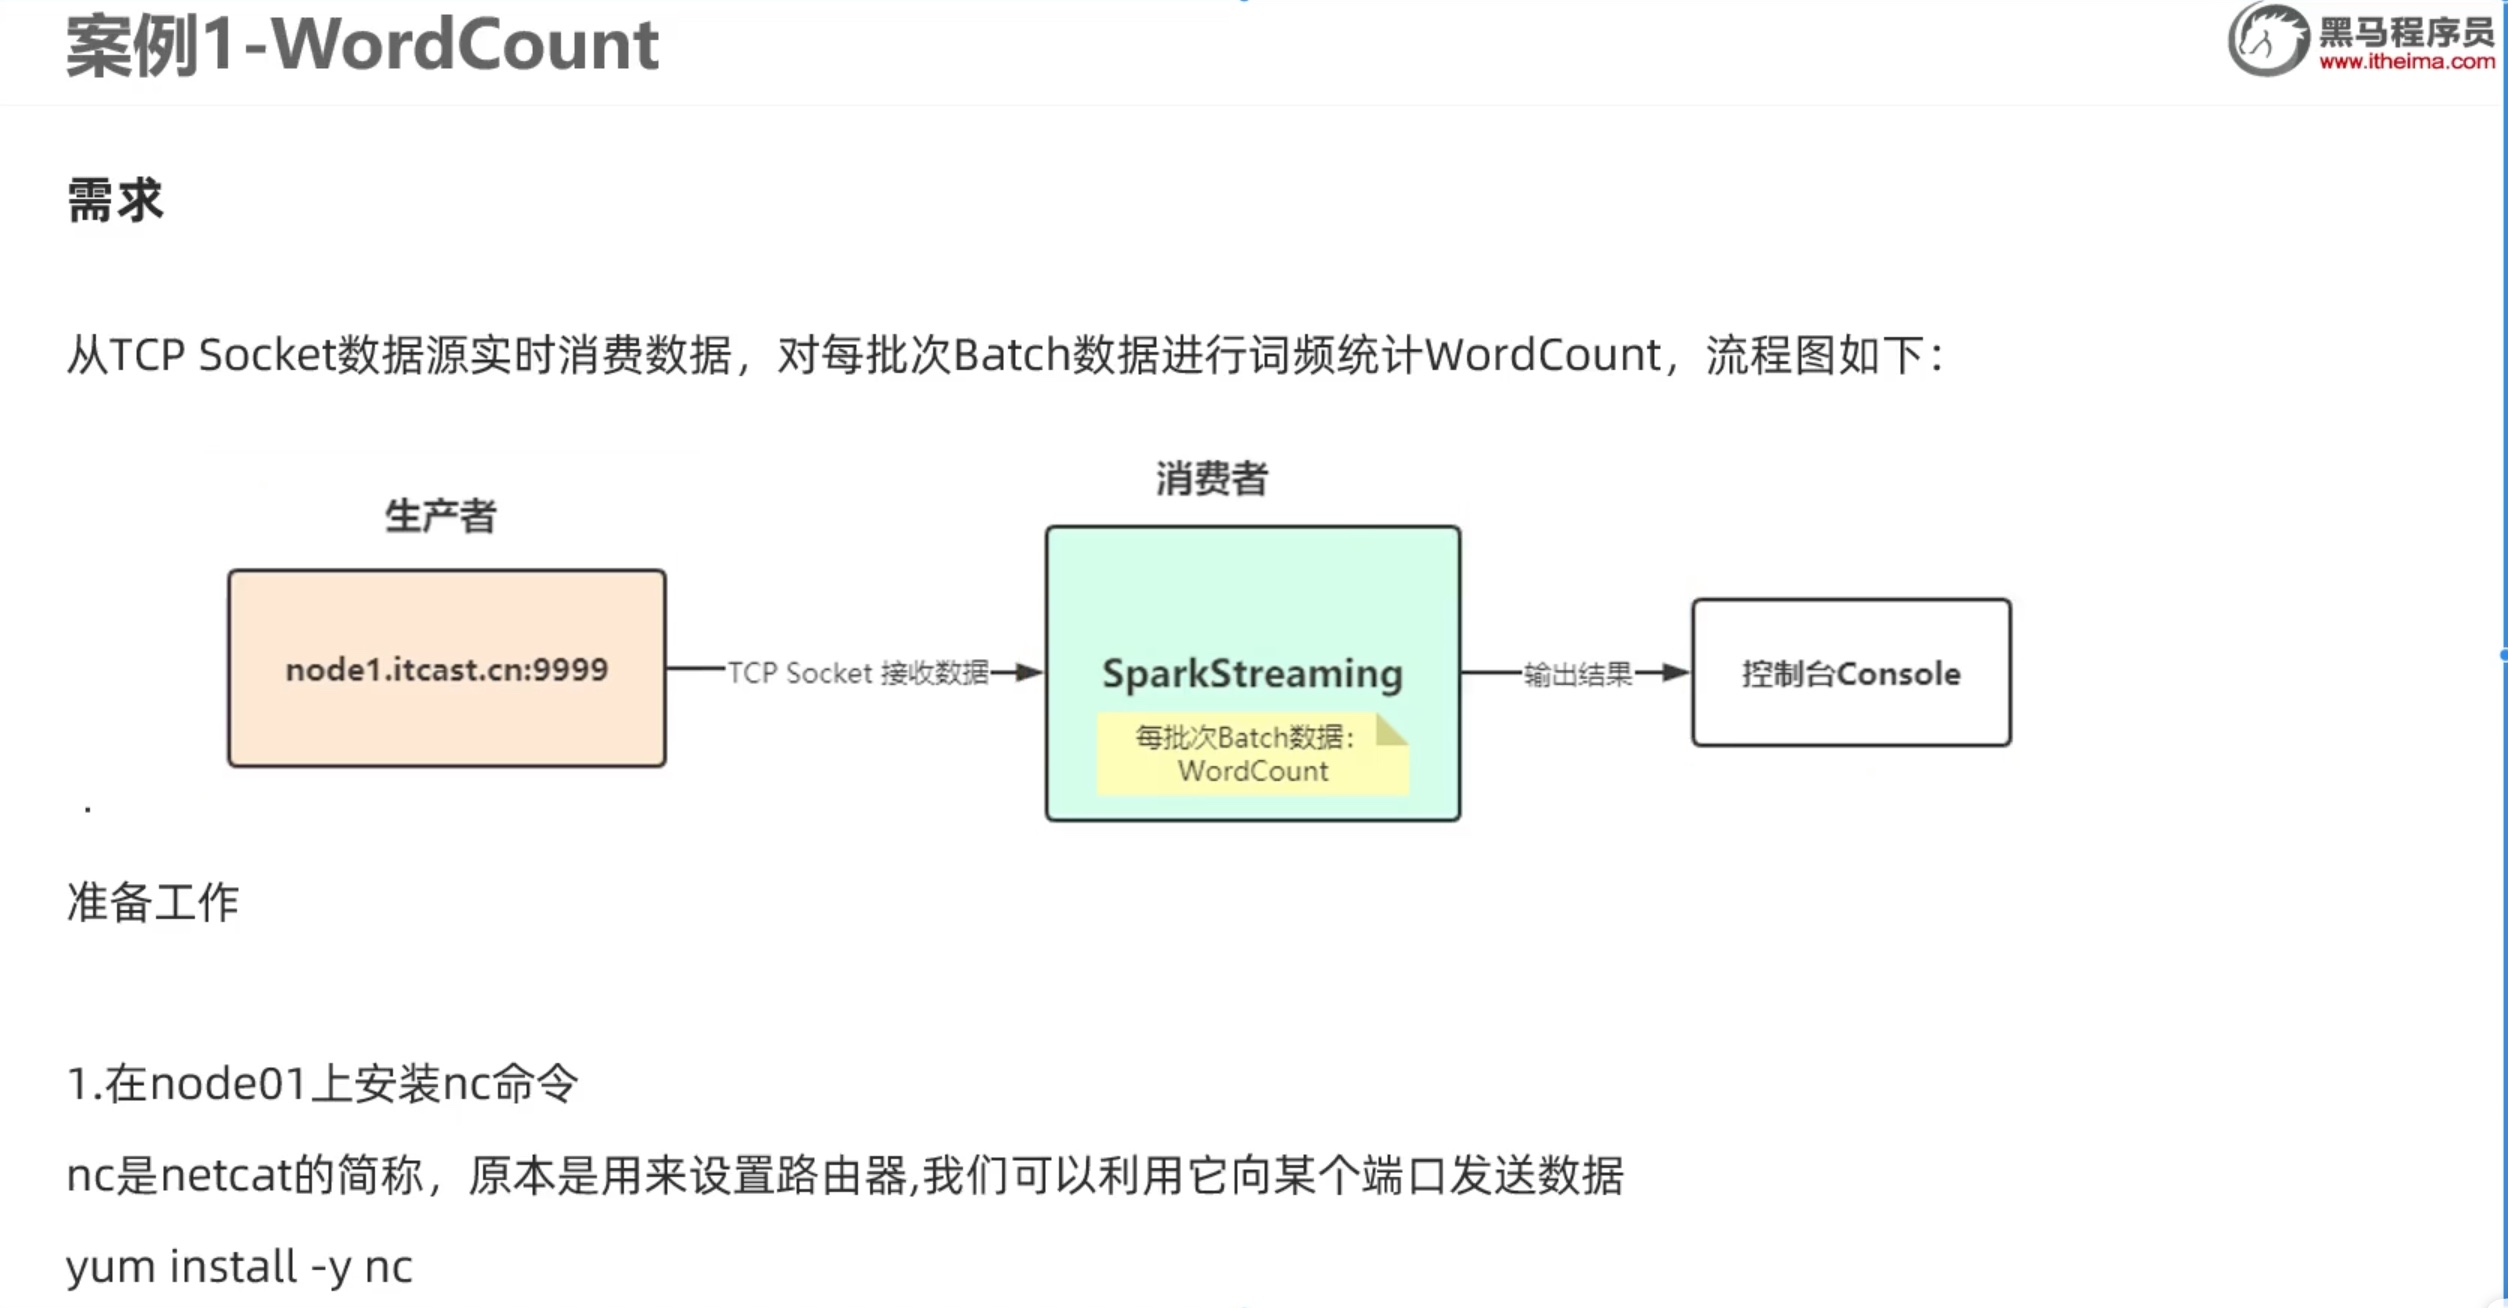 案例1-WordCount
黑马程序员
www.itheima.com
需求
从TCP Socket数据源实时消费数据，对每批次Batch数据进行词频统计WordCount，流程图如下：
生产者
消费者
node1.itcast.cn:9999
TCP Socket 接收数据
SparkStreaming
每批次Batch数据：
WordCount
输出结果
控制台Console
.
准备工作
1.在node01上安装nc命令
nc是netcat的简称，原本是用来设置路由器,我们可以利用它向某个端口发送数据
yum install -y nc